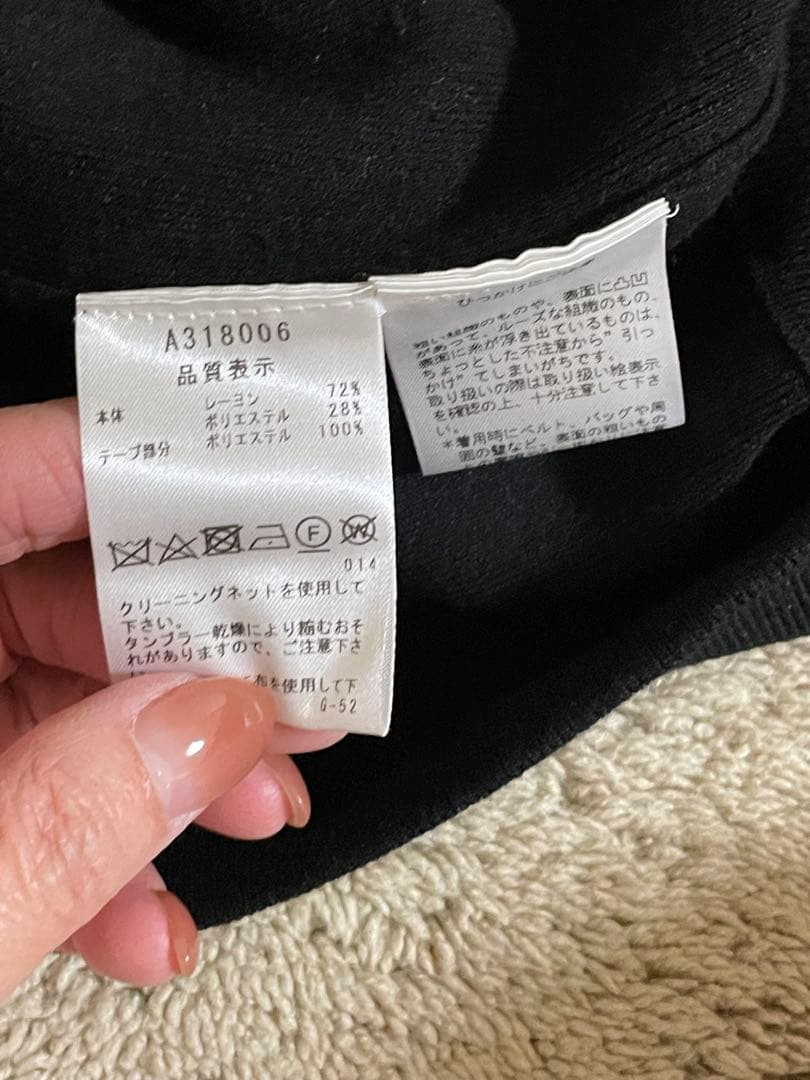 A318006
品質表示
本体 レーヨン 72%
ポリエステル 28%
テープ部分 ポリエステル 100%
F W
014
クリーニングネットを使用して
下さい。
タンブラー乾燥により縮むおそ
れがありますので、ご注意下さ
布を使用して下
G-52
ひっかけにご
粗い組織のものや、表面に凸凹
があって、ルーズな組織のもの、
表面に糸が浮き出ているものは、
ちょっとした不注意から"引っ
かけ"てしまいがちです。
取り扱いの際は取り扱い絵表示
を確認の上、十分注意して下さ
い。
*着用時にベルト、バッグや周
囲の壁など、表面の粗いもの